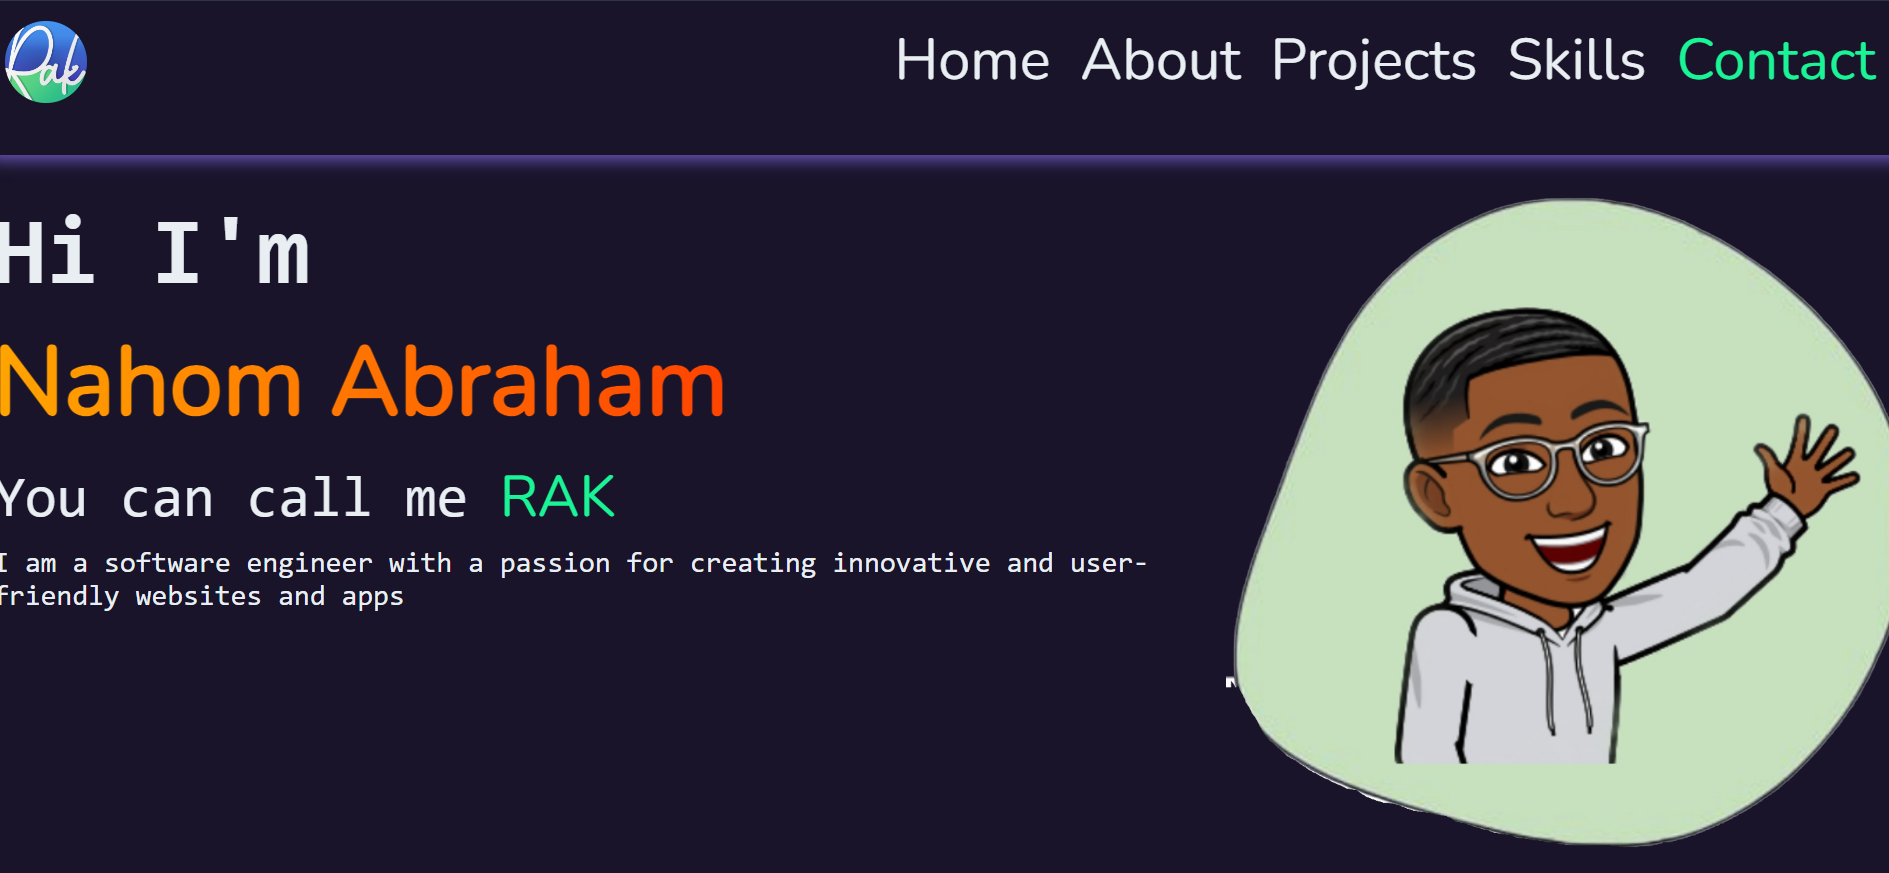 Rak
Home About Projects Skills Contact
Hi I'm
Nahom Abraham
You can call me RAK
I am a software engineer with a passion for creating innovative and user-
friendly websites and apps